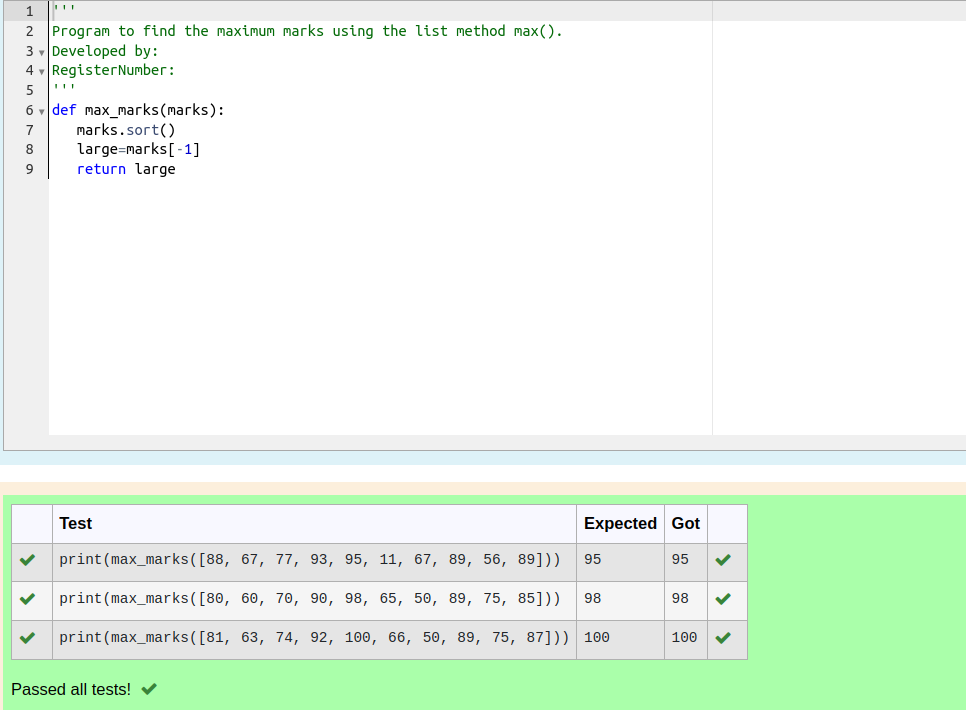 1 '''
2 Program to find the maximum marks using the list method max().
3 Developed by:
4 RegisterNumber:
5 '''
6 def max_marks(marks):
7    marks.sort()
8    large=marks[-1]
9    return large
Test Expected Got
print(max_marks([88, 67, 77, 93, 95, 11, 67, 89, 56, 89])) 95 95
print(max_marks([80, 60, 70, 90, 98, 65, 50, 89, 75, 85])) 98 98
print(max_marks([81, 63, 74, 92, 100, 66, 50, 89, 75, 87])) 100 100
Passed all tests!